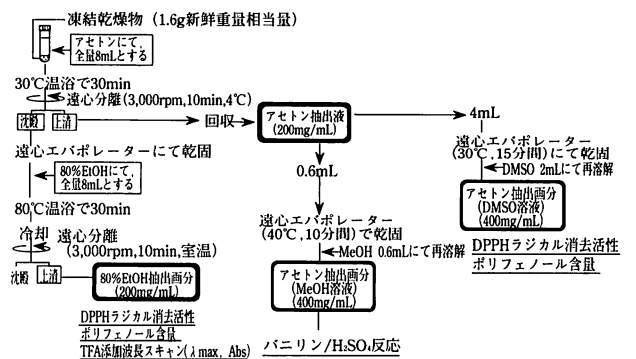 凍結乾燥物（1.6g新鮮重量相当量）
アセトンにて,
全量8mLとする
30℃温浴で30min
遠心分離(3,000rpm,10min,4℃)
沈殿 上清
回収
アセトン抽出液
(200mg/mL)
4mL
遠心エバポレーターにて乾固
80%EtOHにて,
全量8mLとする
80℃温浴で30min
冷却
遠心分離
(3,000rpm,10min,室温)
沈殿 上清
80%EtOH抽出画分
(200mg/mL)
DPPHラジカル消去活性
ポリフェノール含量
TFA添加波長スキャン(λmax, Abs)
0.6mL
遠心エバポレーター
(40℃,10分間)で乾固
MeOH 0.6mLにて再溶解
アセトン抽出画分
(MeOH溶液)
(400mg/mL)
バニリン/H₂SO₄反応
遠心エバポレーター
(30℃,15分間)にて乾固
DMSO 2mLにて再溶解
アセトン抽出画分
(DMSO溶液)
(400mg/mL)
DPPHラジカル消去活性
ポリフェノール含量